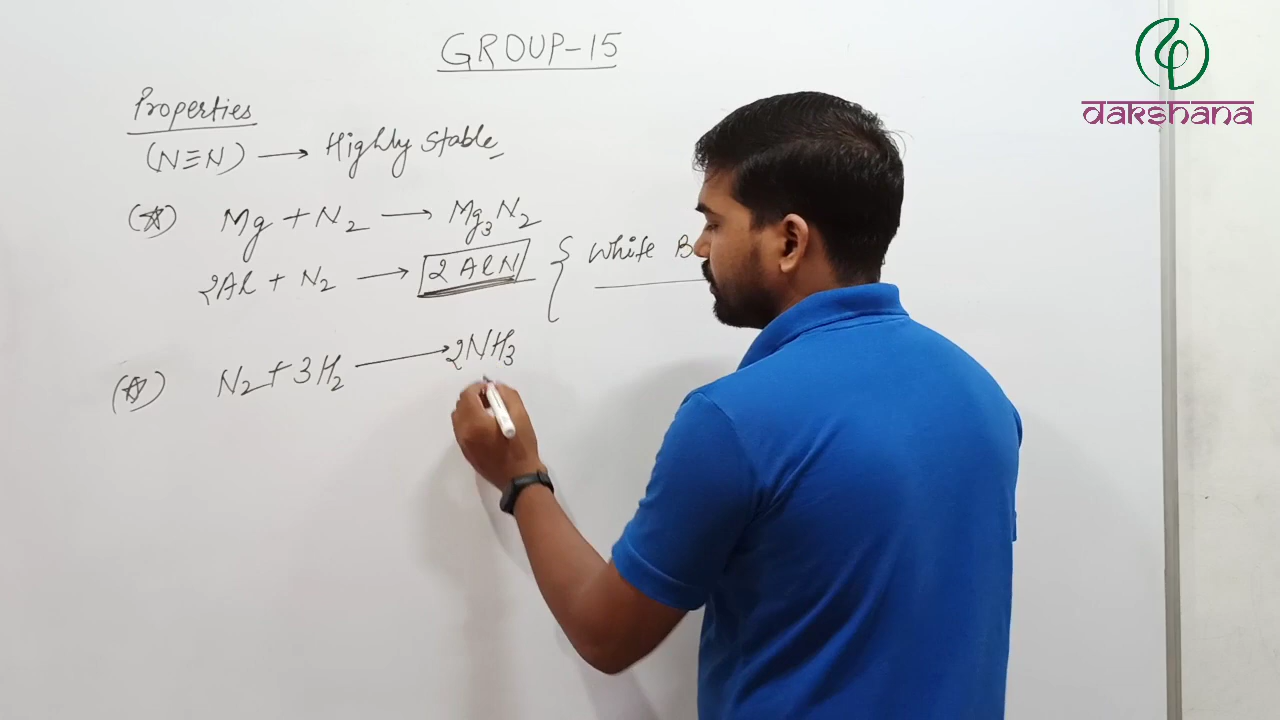 GROUP-15
dakshana
Properties
(N≡N) → Highly Stable
(☆) Mg + N₂ → Mg₃N₂
2Al + N₂ → 2AlN { White B
(☆) N₂ + 3H₂ → 2NH₃